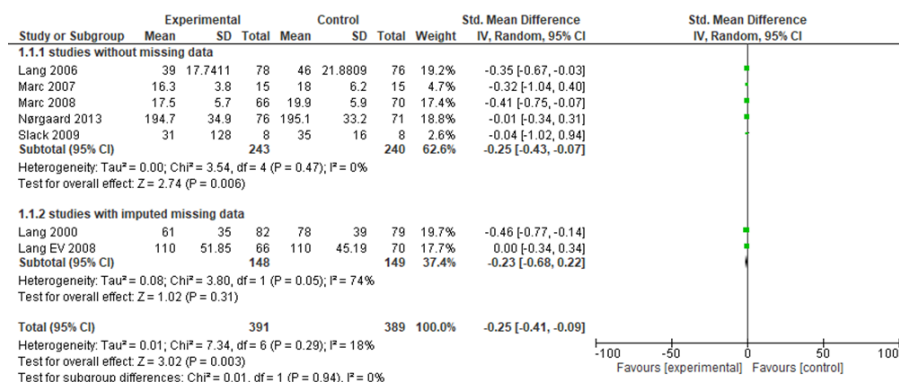 Experimental Control Std. Mean Difference Std. Mean Difference
Study or Subgroup Mean SD Total Mean SD Total Weight IV, Random, 95% CI IV, Random, 95% CI
1.1.1 studies without missing data
Lang 2006 39 17.7411 78 46 21.8809 76 19.2% -0.35 [-0.67, -0.03]
Marc 2007 16.3 3.8 15 18 6.2 15 4.7% -0.32 [-1.04, 0.40]
Marc 2008 17.5 5.7 66 19.9 5.9 70 17.4% -0.41 [-0.75, -0.07]
Nørgaard 2013 194.7 34.9 76 195.1 33.2 71 18.8% -0.01 [-0.34, 0.31]
Slack 2009 31 128 8 35 16 8 2.6% -0.04 [-1.02, 0.94]
Subtotal (95% CI) 243 240 62.6% -0.25 [-0.43, -0.07]
Heterogeneity: Tau² = 0.00; Chi² = 3.54, df = 4 (P = 0.47); I² = 0%
Test for overall effect: Z = 2.74 (P = 0.006)
1.1.2 studies with imputed missing data
Lang 2000 61 35 82 78 39 79 19.7% -0.46 [-0.77, -0.14]
Lang EV 2008 110 51.85 66 110 45.19 70 17.7% 0.00 [-0.34, 0.34]
Subtotal (95% CI) 148 149 37.4% -0.23 [-0.68, 0.22]
Heterogeneity: Tau² = 0.08; Chi² = 3.80, df = 1 (P = 0.05); I² = 74%
Test for overall effect: Z = 1.02 (P = 0.31)
Total (95% CI) 391 389 100.0% -0.25 [-0.41, -0.09]
Heterogeneity: Tau² = 0.01; Chi² = 7.34, df = 6 (P = 0.29); I² = 18%
Test for overall effect: Z = 3.02 (P = 0.003)
Test for subgroup differences: Chi² = 0.01, df = 1 (P = 0.94), I² = 0%
-100 -50 0 50 100
Favours [experimental] Favours [control]